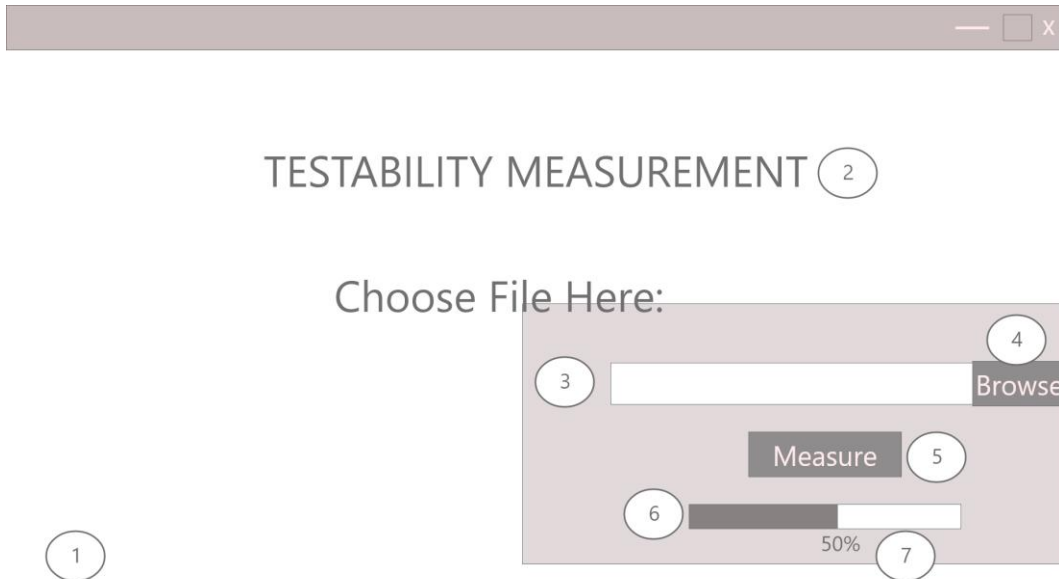 X
TESTABILITY MEASUREMENT 2
Choose File Here:
4
3
Browse
Measure 5
6
50% 7
1